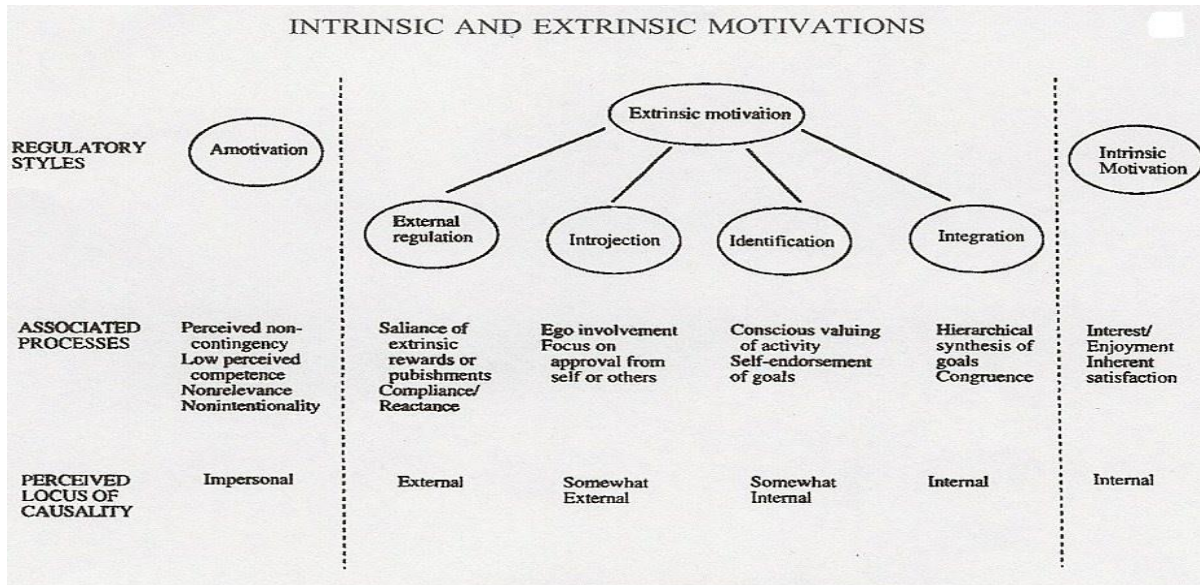 INTRINSIC AND EXTRINSIC MOTIVATIONS
REGULATORY
STYLES
Amotivation
Extrinsic motivation
Intrinsic
Motivation
External
regulation
Introjection
Identification
Integration
ASSOCIATED
PROCESSES
Perceived non-
contingency
Low perceived
competence
Nonrelevance
Nonintentionality
Saliance of
extrinsic
rewards or
pubishments
Compliance/
Reactance
Ego involvement
Focus on
approval from
self or others
Conscious valuing
of activity
Self-endorsement
of goals
Hierarchical
synthesis of
goals
Congruence
Interest/
Enjoyment
Inherent
satisfaction
PERCEIVED
LOCUS OF
CAUSALITY
Impersonal
External
Somewhat
External
Somewhat
Internal
Internal
Internal